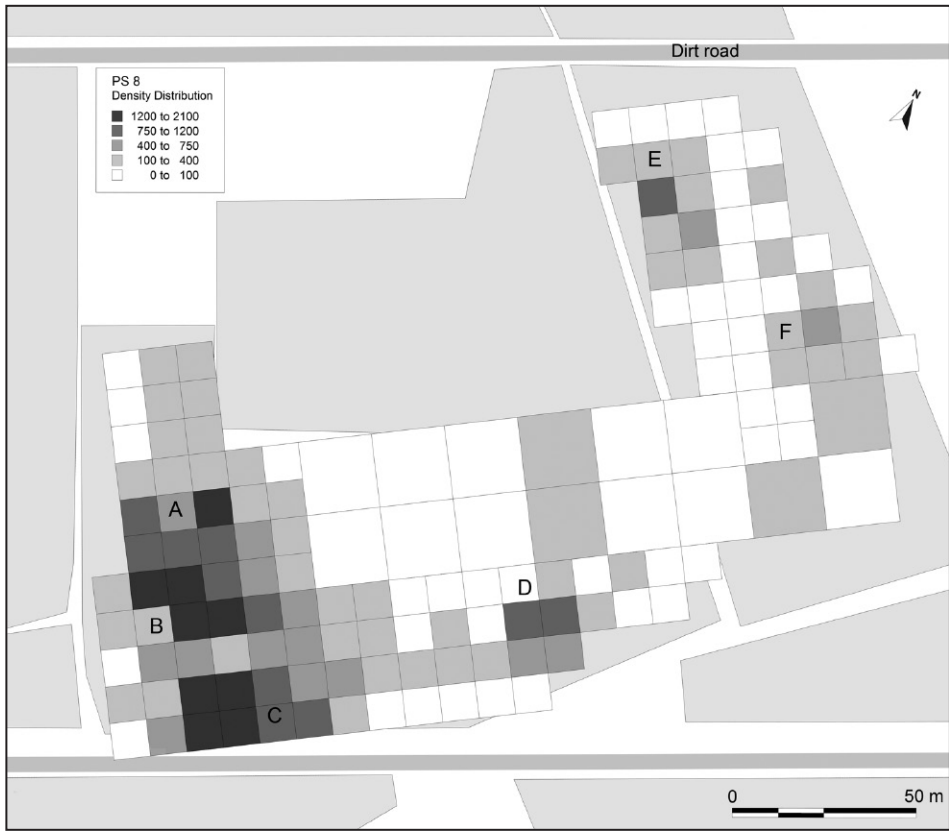 Dirt road
PS 8
Density Distribution
1200 to 2100
750 to 1200
400 to 750
100 to 400
0 to 100
N
E
F
A
D
B
C
0 50 m